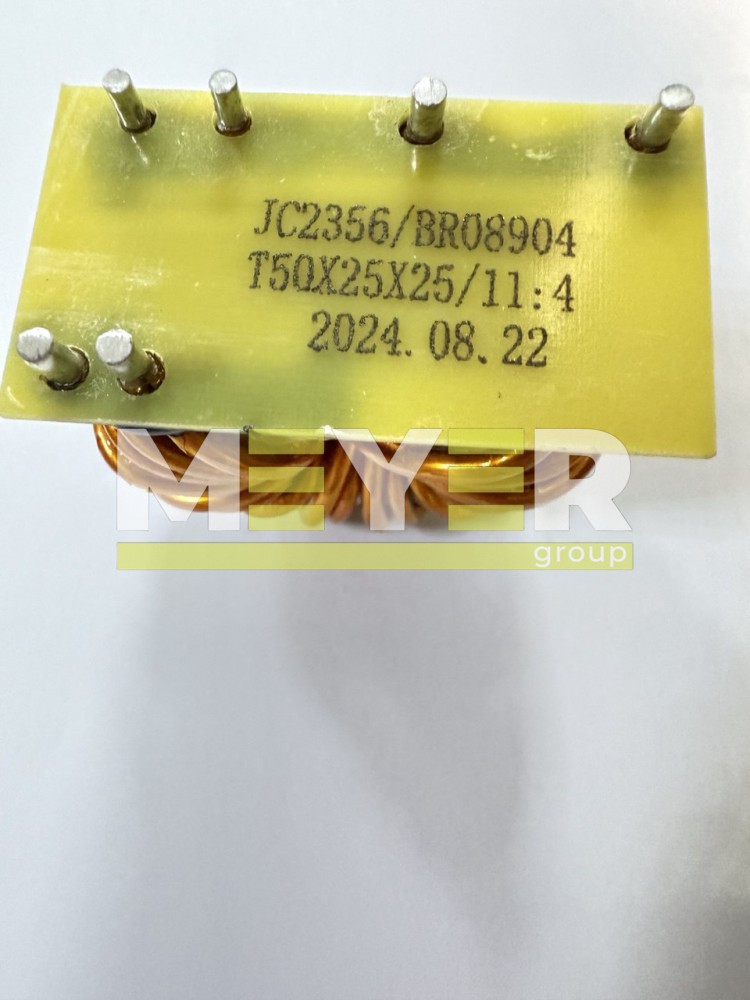 JC2356/BR08904
T50X25X25/11:4
2024.08.22
MEYER
group